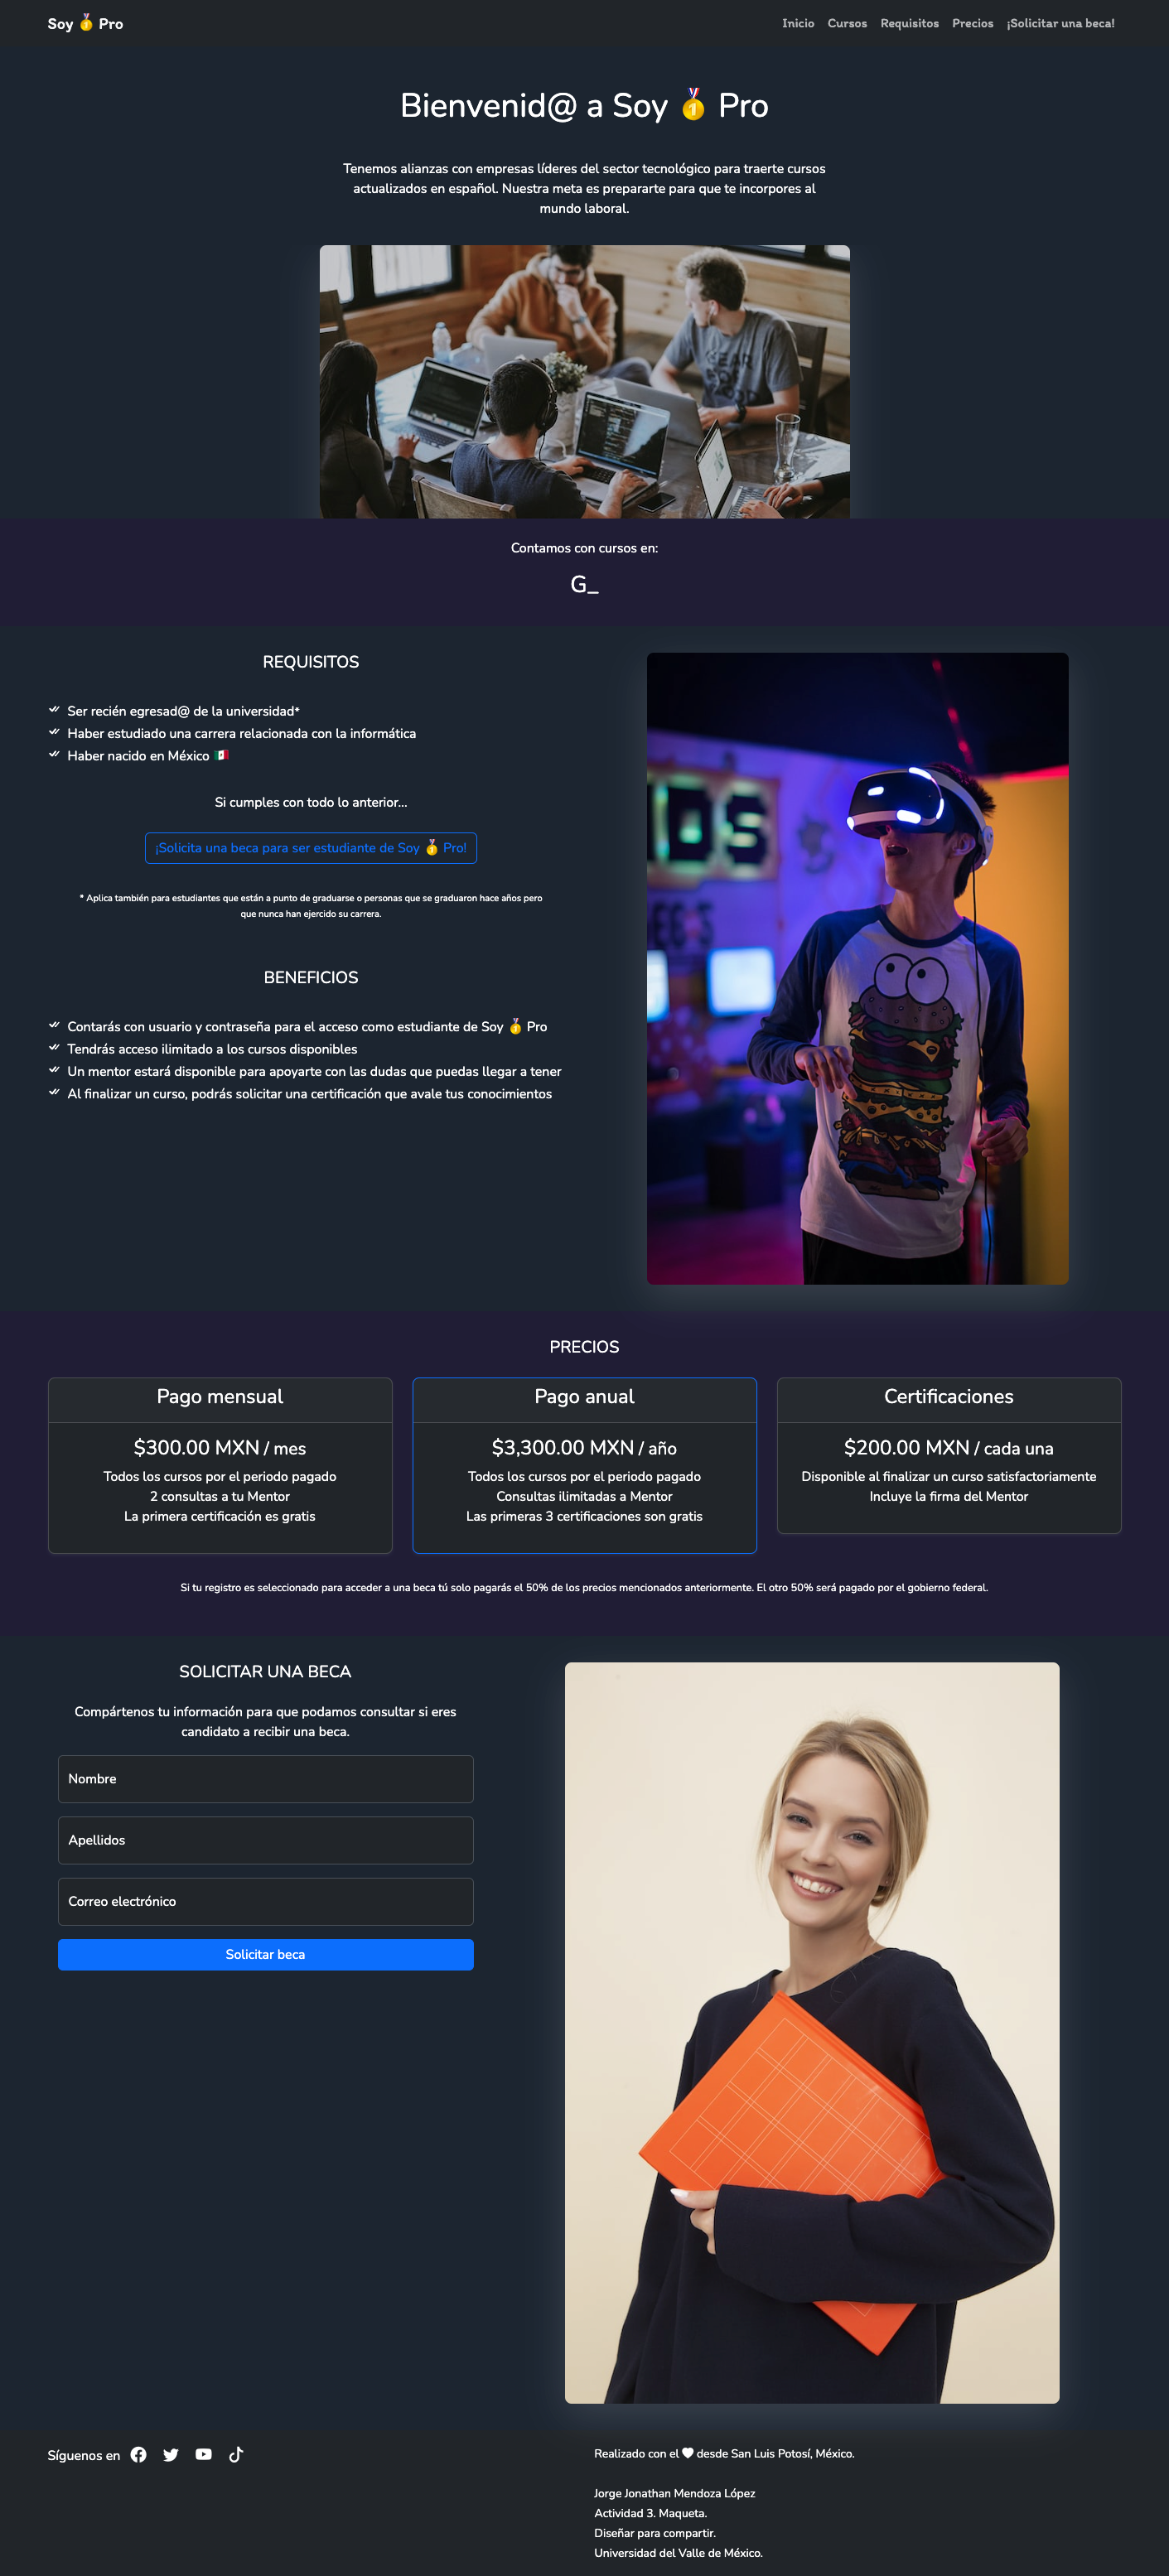 Soy 🏅 Pro
Inicio Cursos Requisitos Precios ¡Solicitar una beca!
Bienvenid@ a Soy 🏅 Pro
Tenemos alianzas con empresas líderes del sector tecnológico para traerte cursos
actualizados en español. Nuestra meta es prepararte para que te incorpores al
mundo laboral.
Contamos con cursos en:
G_
REQUISITOS
Ser recién egresad@ de la universidad*
Haber estudiado una carrera relacionada con la informática
Haber nacido en México 🇲🇽
Si cumples con todo lo anterior...
¡Solicita una beca para ser estudiante de Soy 🏅 Pro!
* Aplica también para estudiantes que están a punto de graduarse o personas que se graduaron hace años pero
que nunca han ejercido su carrera.
BENEFICIOS
Contarás con usuario y contraseña para el acceso como estudiante de Soy 🏅 Pro
Tendrás acceso ilimitado a los cursos disponibles
Un mentor estará disponible para apoyarte con las dudas que puedas llegar a tener
Al finalizar un curso, podrás solicitar una certificación que avale tus conocimientos
PRECIOS
Pago mensual
$300.00 MXN / mes
Todos los cursos por el periodo pagado
2 consultas a tu Mentor
La primera certificación es gratis
Pago anual
$3,300.00 MXN / año
Todos los cursos por el periodo pagado
Consultas ilimitadas a Mentor
Las primeras 3 certificaciones son gratis
Certificaciones
$200.00 MXN / cada una
Disponible al finalizar un curso satisfactoriamente
Incluye la firma del Mentor
Si tu registro es seleccionado para acceder a una beca tú solo pagarás el 50% de los precios mencionados anteriormente. El otro 50% será pagado por el gobierno federal.
SOLICITAR UNA BECA
Compártenos tu información para que podamos consultar si eres
candidato a recibir una beca.
Nombre
Apellidos
Correo electrónico
Solicitar beca
Síguenos en
Realizado con el 🖤 desde San Luis Potosí, México.
Jorge Jonathan Mendoza López
Actividad 3. Maqueta.
Diseñar para compartir.
Universidad del Valle de México.